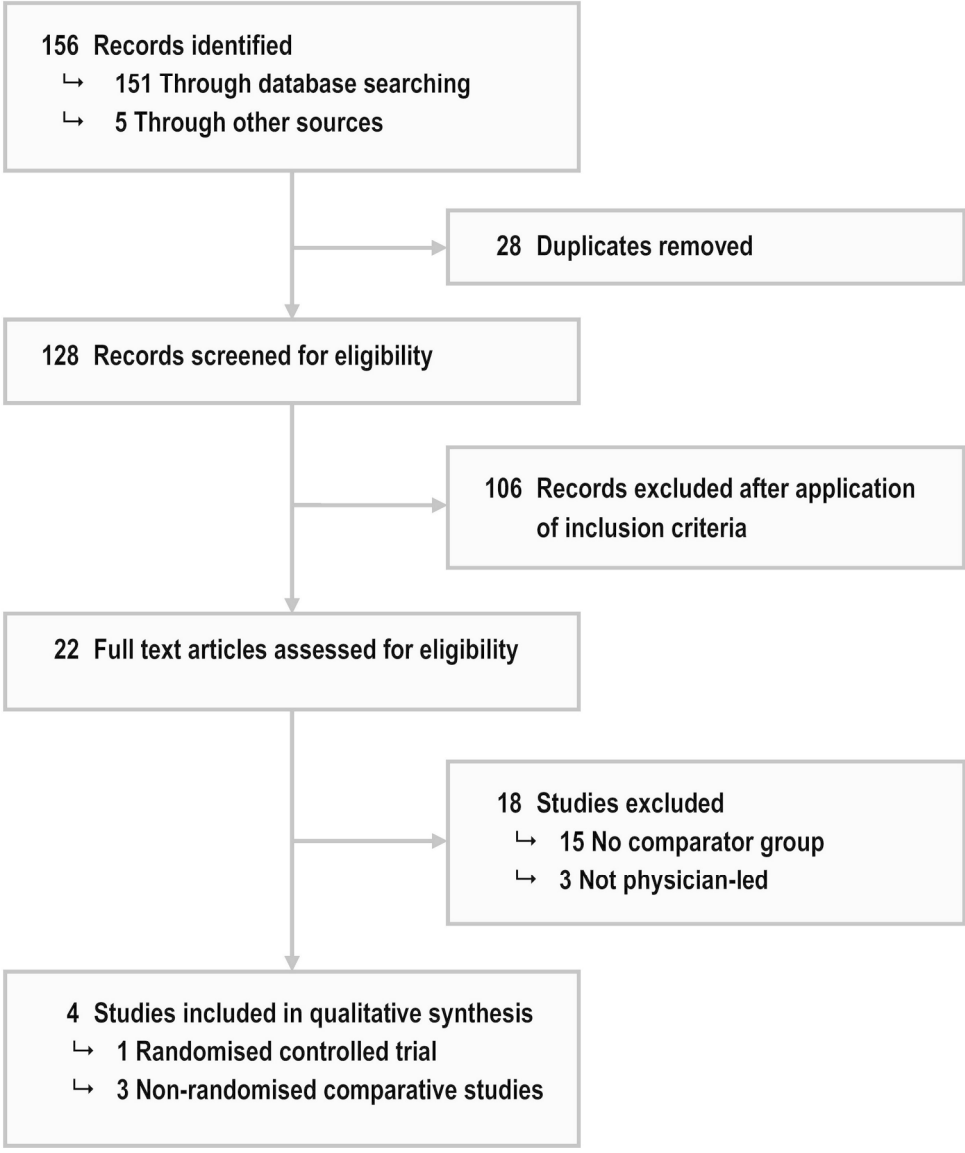 156 Records identified
↳ 151 Through database searching
↳ 5 Through other sources
28 Duplicates removed
128 Records screened for eligibility
106 Records excluded after application
of inclusion criteria
22 Full text articles assessed for eligibility
18 Studies excluded
↳ 15 No comparator group
↳ 3 Not physician-led
4 Studies included in qualitative synthesis
↳ 1 Randomised controlled trial
↳ 3 Non-randomised comparative studies